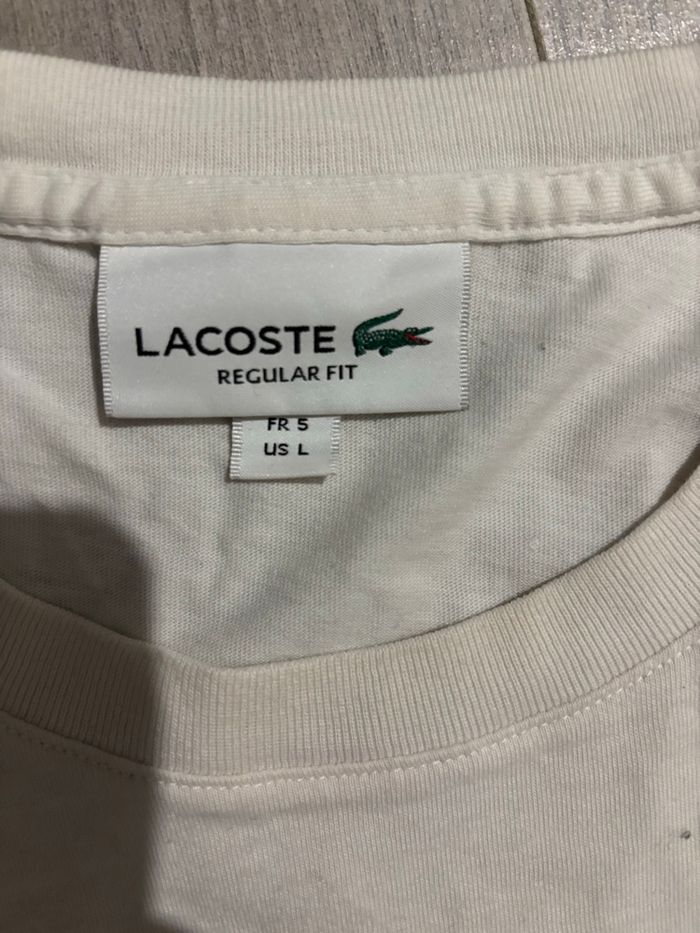 LACOSTE
REGULAR FIT
FR 5
US L